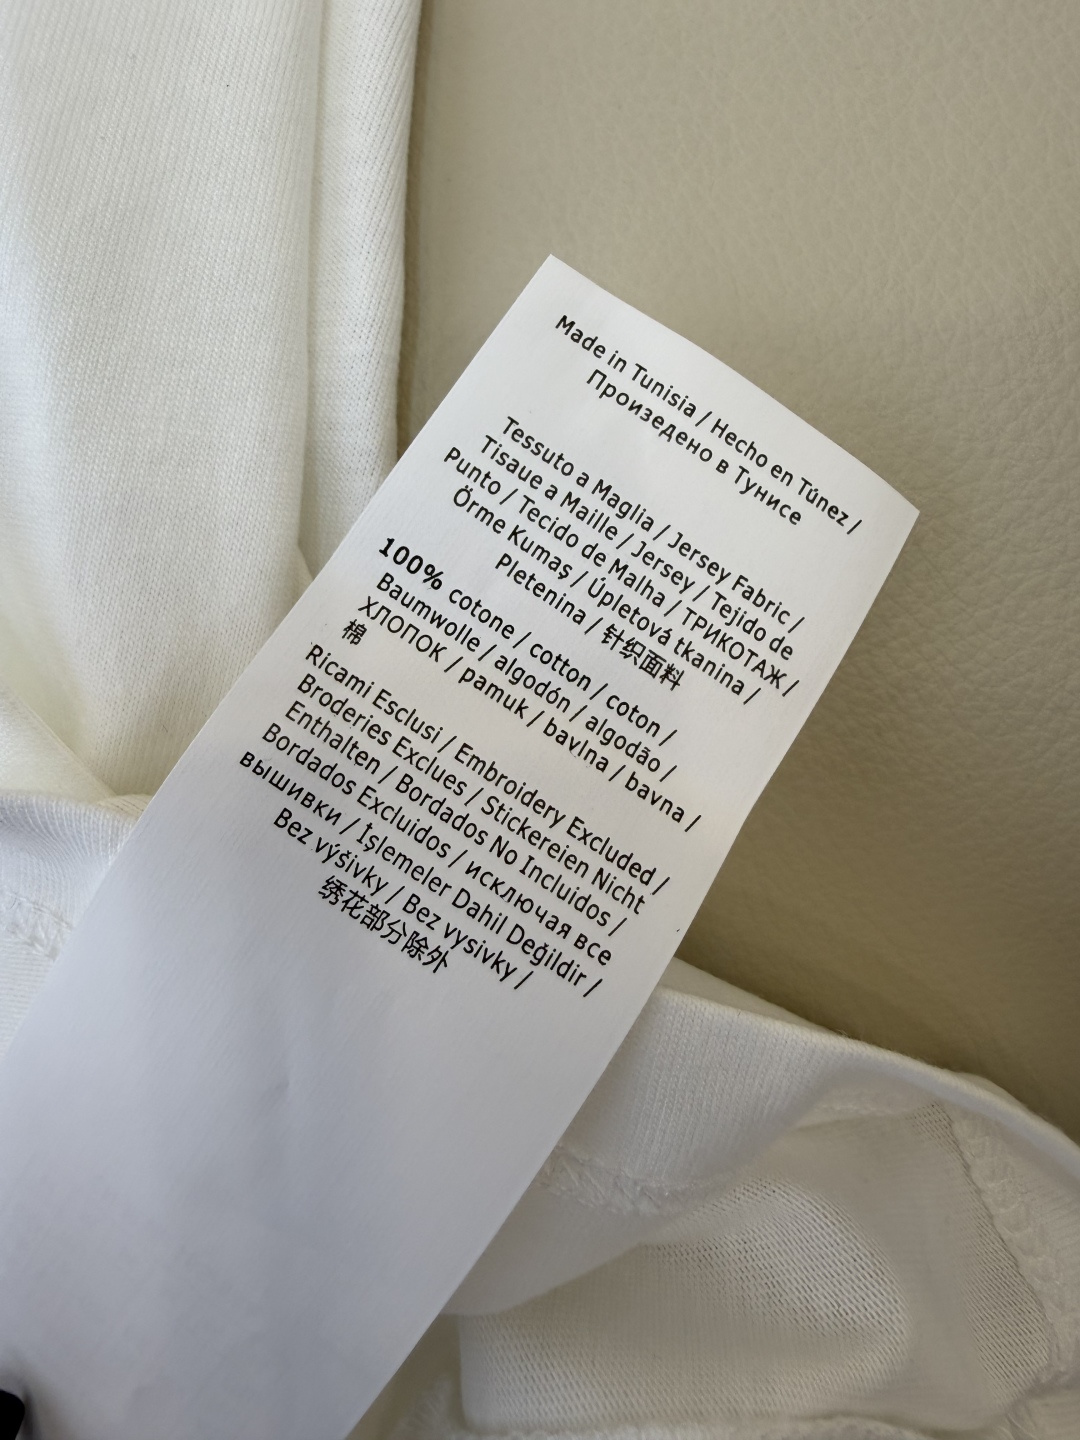 Made in Tunisia / Hecho en Túnez /
Произедено в Тунисе
Tessuto a Maglia / Jersey Fabric /
Tisaue a Maille / Jersey / Tejido de
Punto / Tecido de Malha / ТРИКОТАЖ /
Örme Kumaş / Úpletová tkanina /
Pletenina / 针织面料
100% cotone / cotton / coton /
Baumwolle / algodón / algodão /
ХЛОПОК / pamuk / bavlna / bavna /
棉
Ricami Esclusi / Embroidery Excluded /
Broderies Exclues / Stickereien Nicht
Enthalten / Bordados No Incluidos /
Bordados Excluidos / исключая все
вышивки / İşlemeler Dahil Değildir /
Bez výšivky / Bez vysivky /
绣花部分除外